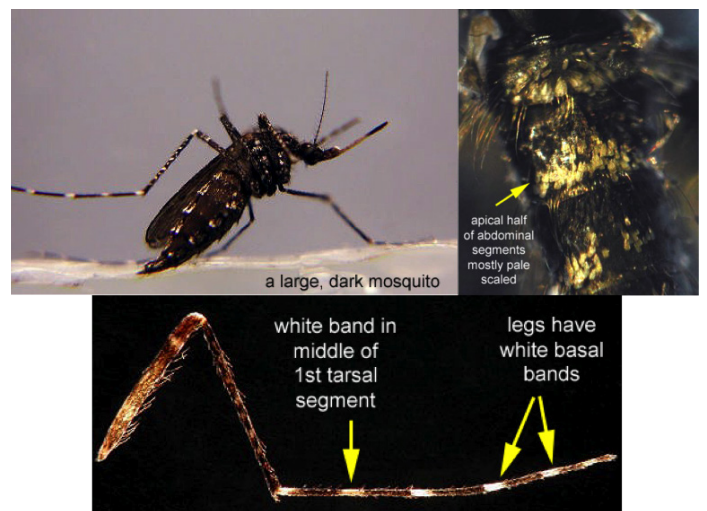 a large, dark mosquito
apical half
of abdominal
segments
mostly pale
scaled
white band in
middle of
1st tarsal
segment
legs have
white basal
bands